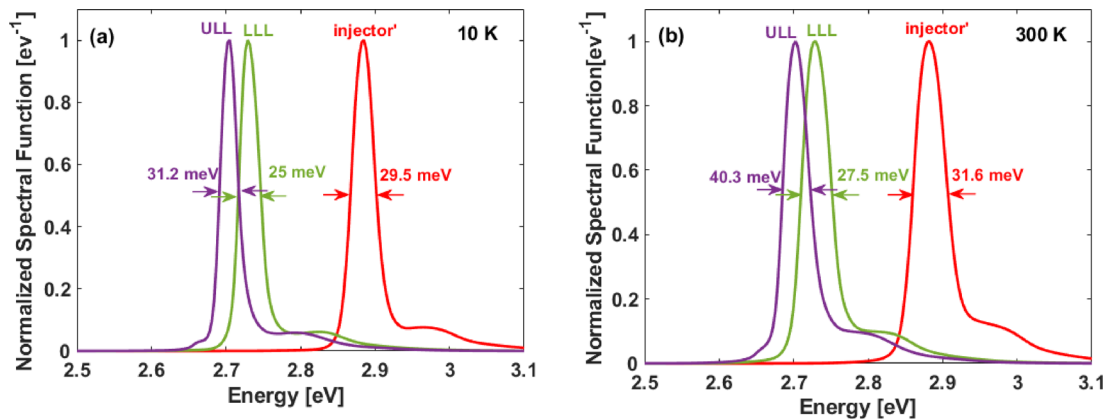 (a)
ULL
LLL
injector'
10 K
31.2 meV
25 meV
29.5 meV
Normalized Spectral Function [ev⁻¹]
1
0.8
0.6
0.4
0.2
0
2.5
2.6
2.7
2.8
2.9
3
3.1
Energy [eV]
(b)
ULL
LLL
injector'
300 K
40.3 meV
27.5 meV
31.6 meV
Normalized Spectral Function[ev⁻¹]
1
0.8
0.6
0.4
0.2
0
2.5
2.6
2.7
2.8
2.9
3
3.1
Energy [eV]